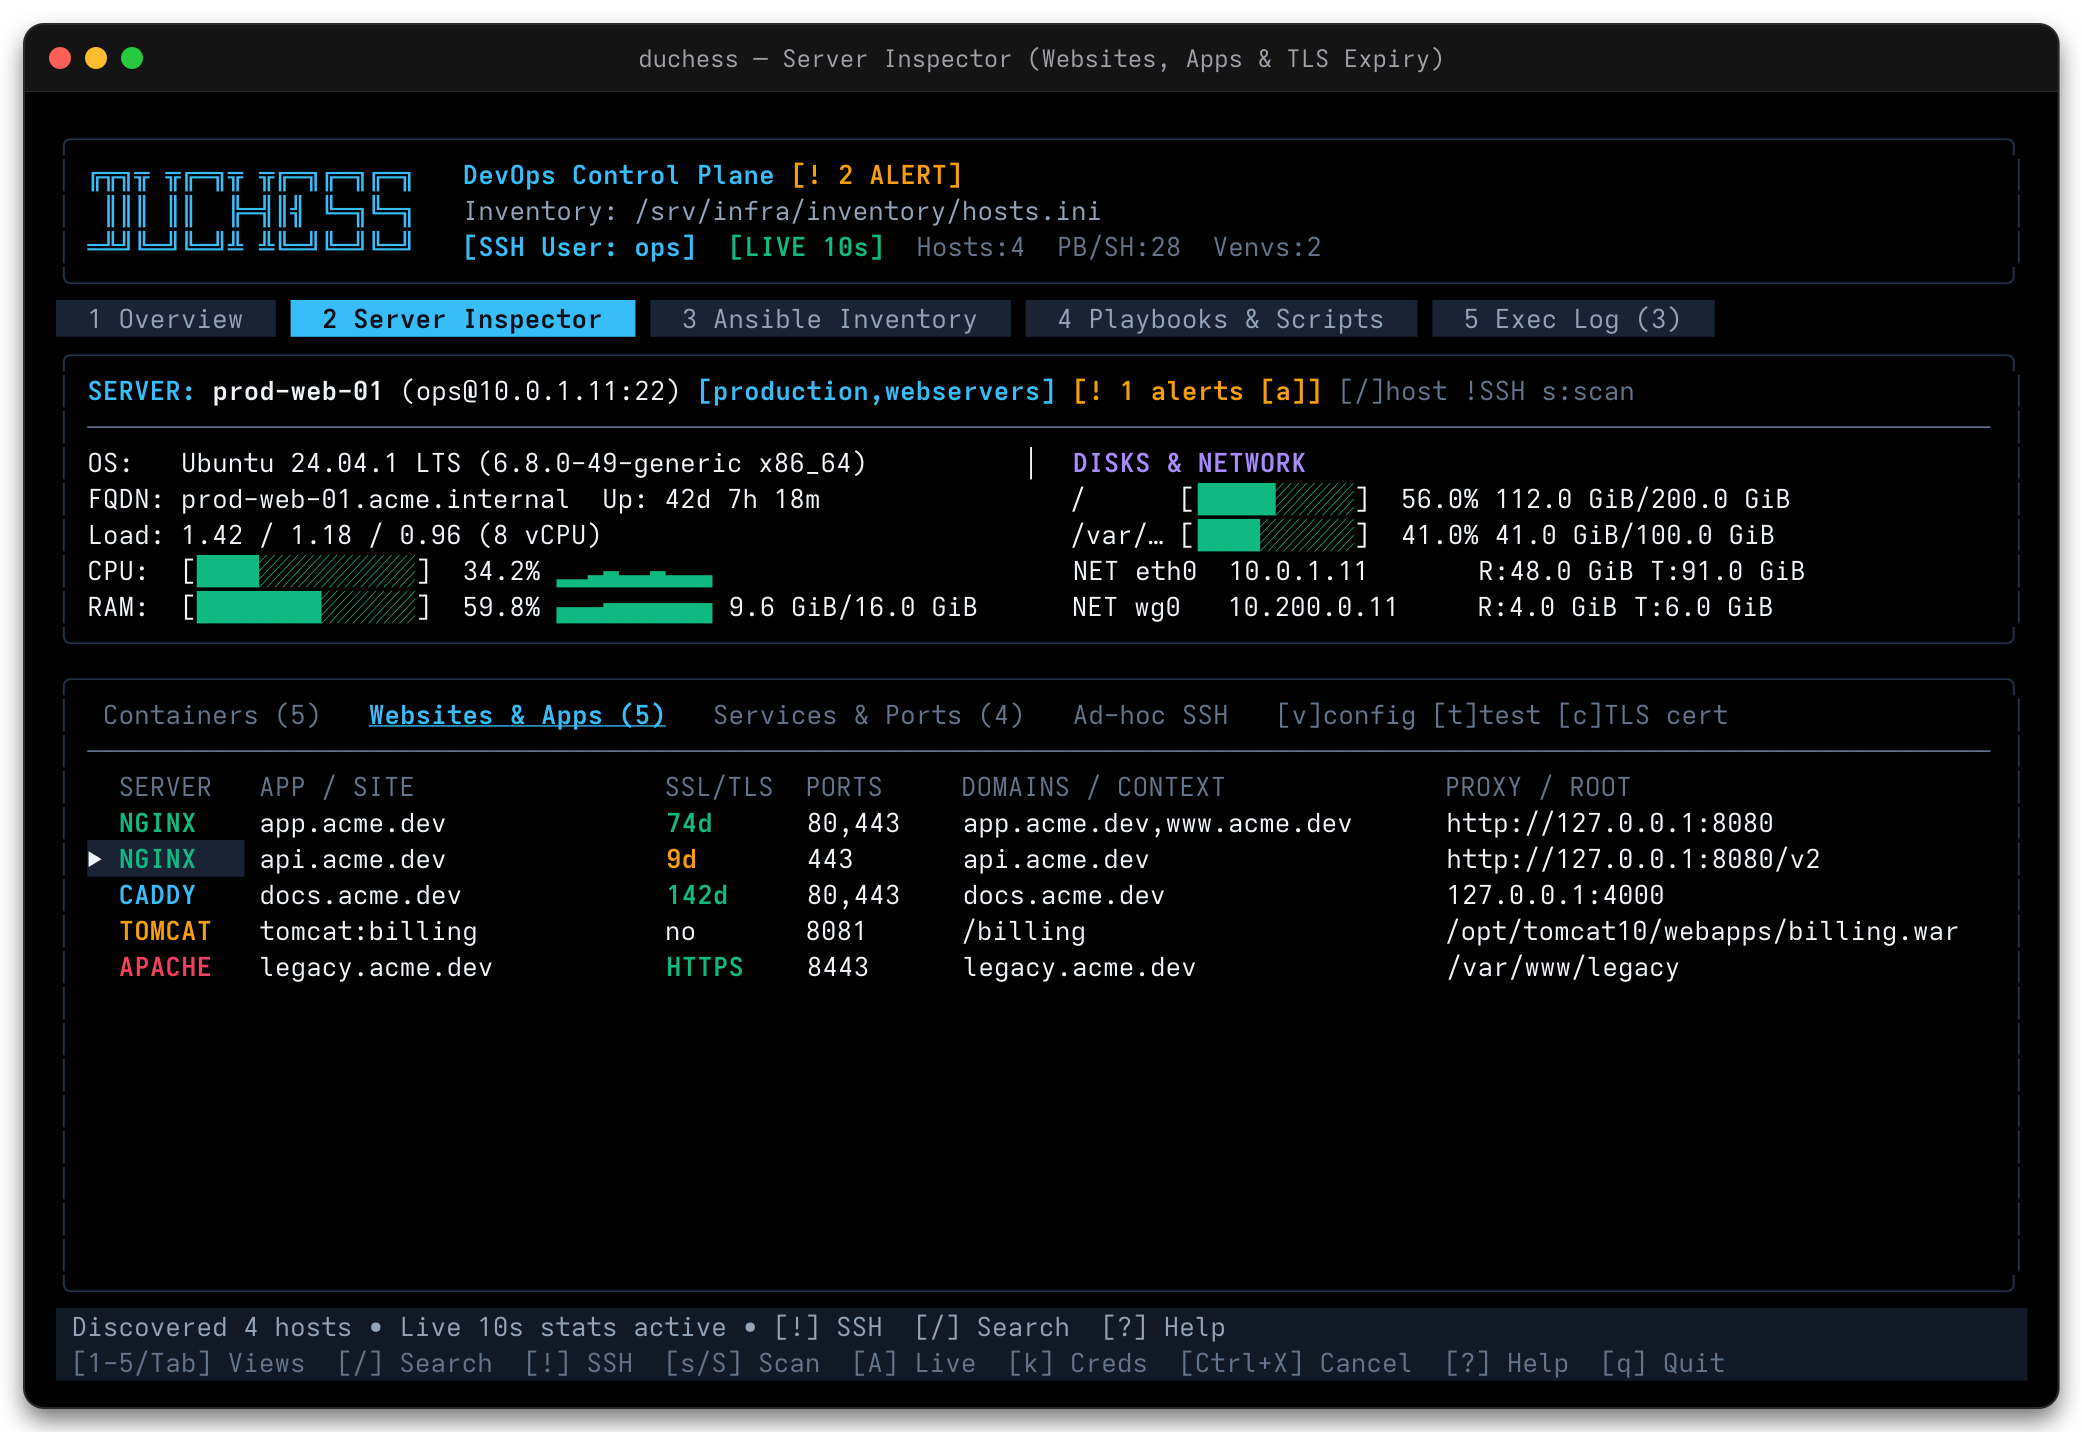 duchess — Server Inspector (Websites, Apps & TLS Expiry)
DevOps Control Plane [! 2 ALERT]
Inventory: /srv/infra/inventory/hosts.ini
[SSH User: ops] [LIVE 10s] Hosts:4 PB/SH:28 Venvs:2
1 Overview 2 Server Inspector 3 Ansible Inventory 4 Playbooks & Scripts 5 Exec Log (3)
SERVER: prod-web-01 (ops@10.0.1.11:22) [production,webservers] [! 1 alerts [a]] [/]host !SSH s:scan
OS: Ubuntu 24.04.1 LTS (6.8.0-49-generic x86_64)
FQDN: prod-web-01.acme.internal Up: 42d 7h 18m
Load: 1.42 / 1.18 / 0.96 (8 vCPU)
CPU: [ ] 34.2%
RAM: [ ] 59.8% 9.6 GiB/16.0 GiB
DISKS & NETWORK
/ [ ] 56.0% 112.0 GiB/200.0 GiB
/var/… [ ] 41.0% 41.0 GiB/100.0 GiB
NET eth0 10.0.1.11 R:48.0 GiB T:91.0 GiB
NET wg0 10.200.0.11 R:4.0 GiB T:6.0 GiB
Containers (5) Websites & Apps (5) Services & Ports (4) Ad-hoc SSH [v]config [t]test [c]TLS cert
SERVER APP / SITE SSL/TLS PORTS DOMAINS / CONTEXT PROXY / ROOT
NGINX app.acme.dev 74d 80,443 app.acme.dev,www.acme.dev http://127.0.0.1:8080
▶ NGINX api.acme.dev 9d 443 api.acme.dev http://127.0.0.1:8080/v2
CADDY docs.acme.dev 142d 80,443 docs.acme.dev 127.0.0.1:4000
TOMCAT tomcat:billing no 8081 /billing /opt/tomcat10/webapps/billing.war
APACHE legacy.acme.dev HTTPS 8443 legacy.acme.dev /var/www/legacy
Discovered 4 hosts • Live 10s stats active • [!] SSH [/] Search [?] Help
[1-5/Tab] Views [/] Search [!] SSH [s/S] Scan [A] Live [k] Creds [Ctrl+X] Cancel [?] Help [q] Quit